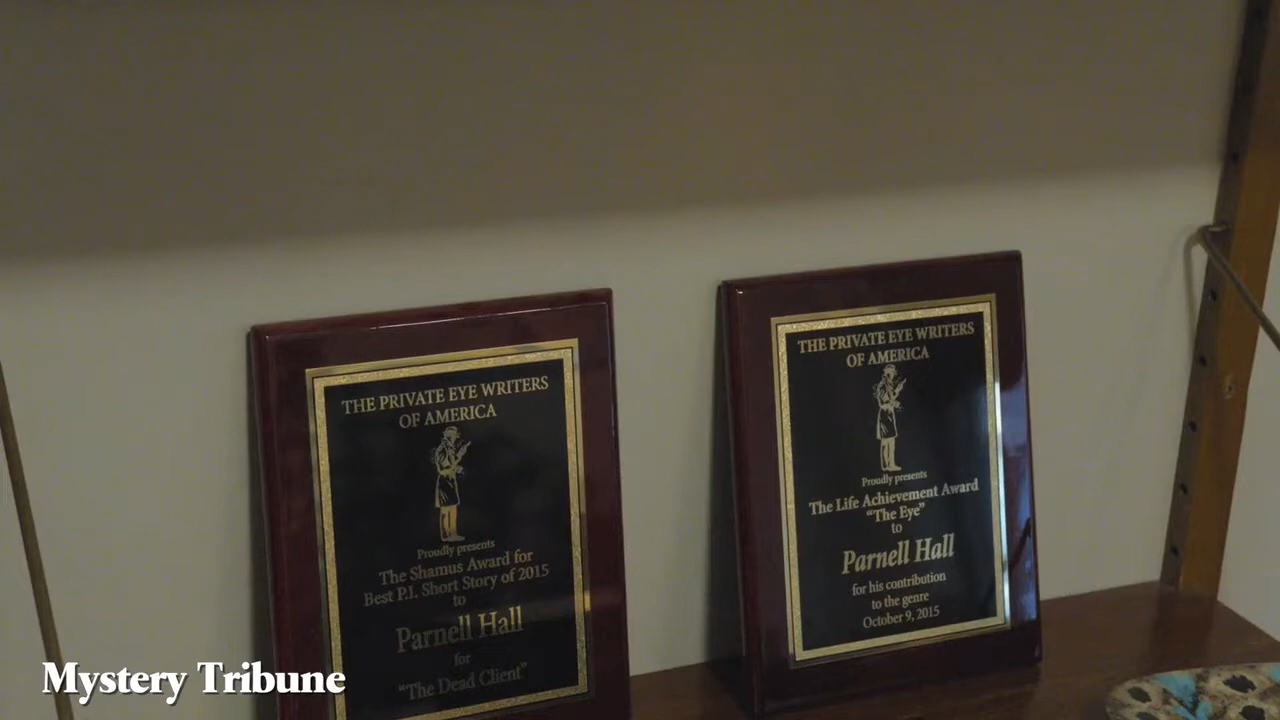 THE PRIVATE EYE WRITERS
OF AMERICA
Proudly presents
The Shamus Award for
Best P.I. Short Story of 2015
to
Parnell Hall
for
"The Dead Client"
THE PRIVATE EYE WRITERS
OF AMERICA
Proudly presents
The Life Achievement Award
"The Eye"
to
Parnell Hall
for his contribution
to the genre
October 9, 2015
Mystery Tribune